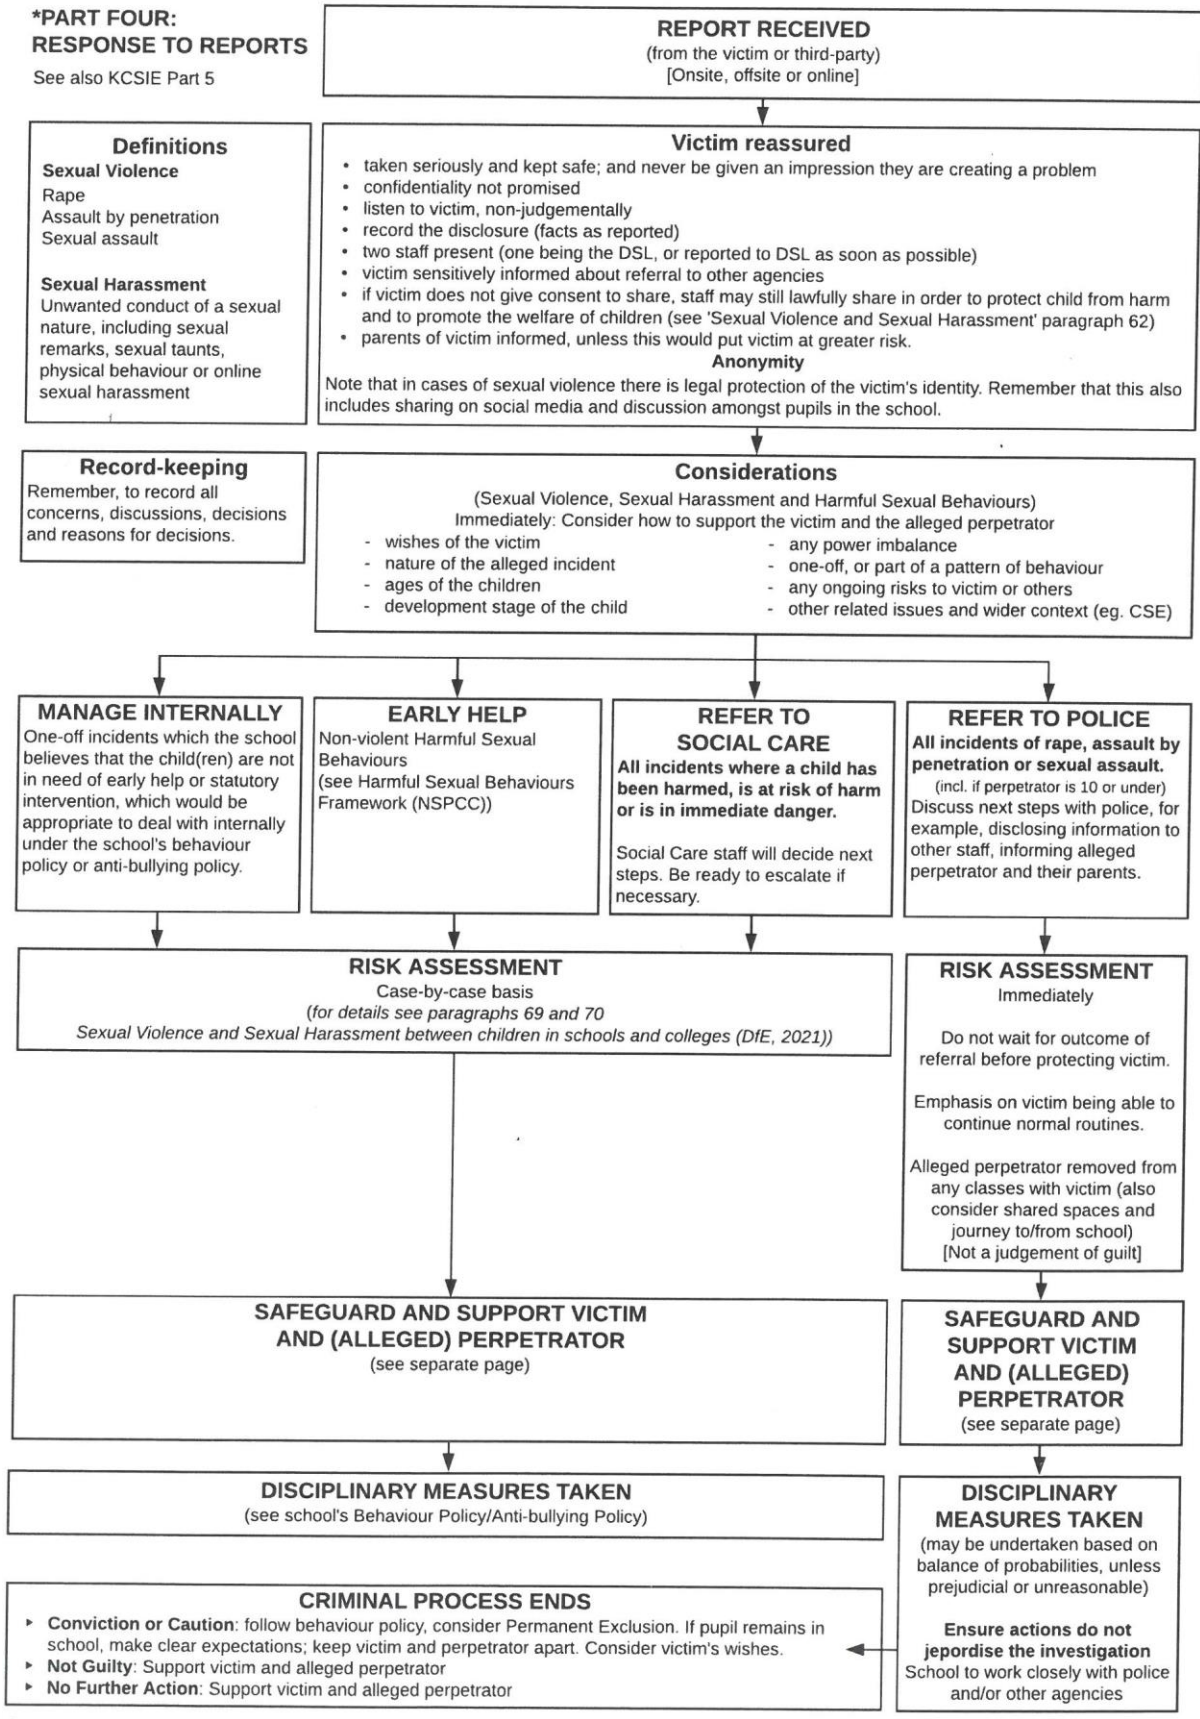 *PART FOUR:
RESPONSE TO REPORTS
See also KCSIE Part 5
REPORT RECEIVED
(from the victim or third-party)
[Onsite, offsite or online]
Definitions
Sexual Violence
Rape
Assault by penetration
Sexual assault
Sexual Harassment
Unwanted conduct of a sexual
nature, including sexual
remarks, sexual taunts,
physical behaviour or online
sexual harassment
Victim reassured
• taken seriously and kept safe; and never be given an impression they are creating a problem
• confidentiality not promised
• listen to victim, non-judgementally
• record the disclosure (facts as reported)
• two staff present (one being the DSL, or reported to DSL as soon as possible)
• victim sensitively informed about referral to other agencies
• if victim does not give consent to share, staff may still lawfully share in order to protect child from harm
and to promote the welfare of children (see 'Sexual Violence and Sexual Harassment' paragraph 62)
• parents of victim informed, unless this would put victim at greater risk.
Anonymity
Note that in cases of sexual violence there is legal protection of the victim's identity. Remember that this also
includes sharing on social media and discussion amongst pupils in the school.
Record-keeping
Remember, to record all
concerns, discussions, decisions
and reasons for decisions.
Considerations
(Sexual Violence, Sexual Harassment and Harmful Sexual Behaviours)
Immediately: Consider how to support the victim and the alleged perpetrator
- wishes of the victim
- nature of the alleged incident
- ages of the children
- development stage of the child
- any power imbalance
- one-off, or part of a pattern of behaviour
- any ongoing risks to victim or others
- other related issues and wider context (eg. CSE)
MANAGE INTERNALLY
One-off incidents which the school
believes that the child(ren) are not
in need of early help or statutory
intervention, which would be
appropriate to deal with internally
under the school's behaviour
policy or anti-bullying policy.
EARLY HELP
Non-violent Harmful Sexual
Behaviours
(see Harmful Sexual Behaviours
Framework (NSPCC))
REFER TO
SOCIAL CARE
All incidents where a child has
been harmed, is at risk of harm
or is in immediate danger.
Social Care staff will decide next
steps. Be ready to escalate if
necessary.
REFER TO POLICE
All incidents of rape, assault by
penetration or sexual assault.
(incl. if perpetrator is 10 or under)
Discuss next steps with police, for
example, disclosing information to
other staff, informing alleged
perpetrator and their parents.
RISK ASSESSMENT
Case-by-case basis
(for details see paragraphs 69 and 70
Sexual Violence and Sexual Harassment between children in schools and colleges (DfE, 2021))
RISK ASSESSMENT
Immediately
Do not wait for outcome of
referral before protecting victim.
Emphasis on victim being able to
continue normal routines.
Alleged perpetrator removed from
any classes with victim (also
consider shared spaces and
journey to/from school)
[Not a judgement of guilt]
SAFEGUARD AND SUPPORT VICTIM
AND (ALLEGED) PERPETRATOR
(see separate page)
SAFEGUARD AND
SUPPORT VICTIM
AND (ALLEGED)
PERPETRATOR
(see separate page)
DISCIPLINARY MEASURES TAKEN
(see school's Behaviour Policy/Anti-bullying Policy)
DISCIPLINARY
MEASURES TAKEN
(may be undertaken based on
balance of probabilities, unless
prejudicial or unreasonable)
Ensure actions do not
jepordise the investigation
School to work closely with police
and/or other agencies
CRIMINAL PROCESS ENDS
‣ Conviction or Caution: follow behaviour policy, consider Permanent Exclusion. If pupil remains in
school, make clear expectations; keep victim and perpetrator apart. Consider victim's wishes.
‣ Not Guilty: Support victim and alleged perpetrator
‣ No Further Action: Support victim and alleged perpetrator